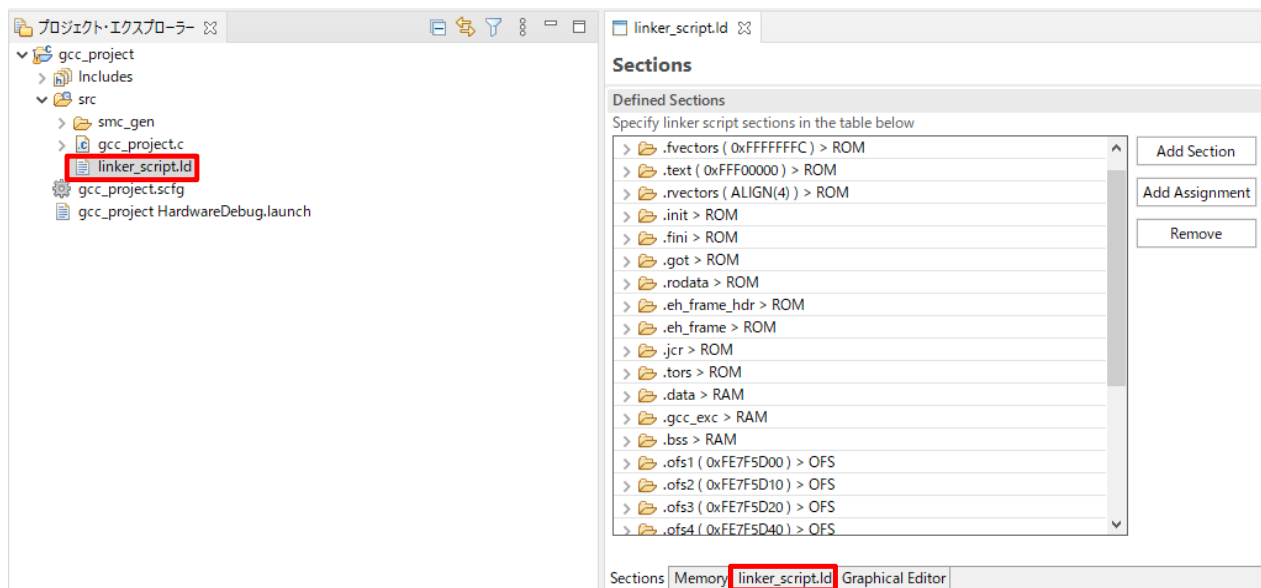 プロジェクト・エクスプローラー
gcc_project
Includes
src
smc_gen
gcc_project.c
linker_script.ld
gcc_project.scfg
gcc_project HardwareDebug.launch
linker_script.ld
Sections
Defined Sections
Specify linker script sections in the table below
.fvectors ( 0xFFFFFFFC ) > ROM
.text ( 0xFFF00000 ) > ROM
.rvectors ( ALIGN(4) ) > ROM
.init > ROM
.fini > ROM
.got > ROM
.rodata > ROM
.eh_frame_hdr > ROM
.eh_frame > ROM
.jcr > ROM
.tors > ROM
.data > RAM
.gcc_exc > RAM
.bss > RAM
.ofs1 ( 0xFE7F5D00 ) > OFS
.ofs2 ( 0xFE7F5D10 ) > OFS
.ofs3 ( 0xFE7F5D20 ) > OFS
.ofs4 ( 0xFE7F5D40 ) > OFS
Add Section
Add Assignment
Remove
Sections Memory linker_script.ld Graphical Editor